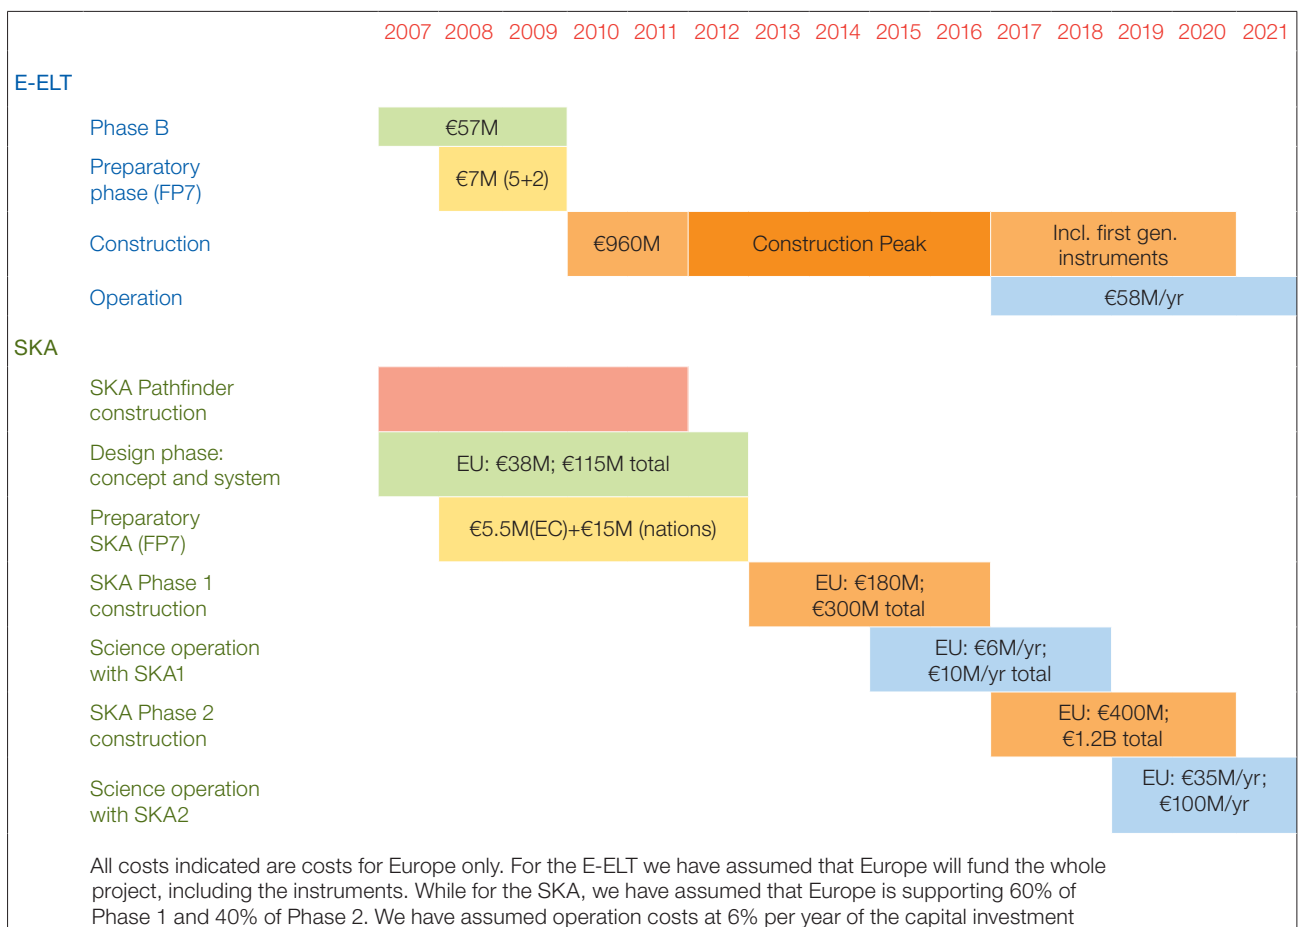 2007 2008 2009 2010 2011 2012 2013 2014 2015 2016 2017 2018 2019 2020 2021
E-ELT
Phase B
€57M
Preparatory
phase (FP7)
€7M (5+2)
Construction
€960M
Construction Peak
Incl. first gen.
instruments
Operation
€58M/yr
SKA
SKA Pathfinder
construction
Design phase:
concept and system
EU: €38M; €115M total
Preparatory
SKA (FP7)
€5.5M(EC)+€15M (nations)
SKA Phase 1
construction
EU: €180M;
€300M total
Science operation
with SKA1
EU: €6M/yr;
€10M/yr total
SKA Phase 2
construction
EU: €400M;
€1.2B total
Science operation
with SKA2
EU: €35M/yr;
€100M/yr
All costs indicated are costs for Europe only. For the E-ELT we have assumed that Europe will fund the whole
project, including the instruments. While for the SKA, we have assumed that Europe is supporting 60% of
Phase 1 and 40% of Phase 2. We have assumed operation costs at 6% per year of the capital investment